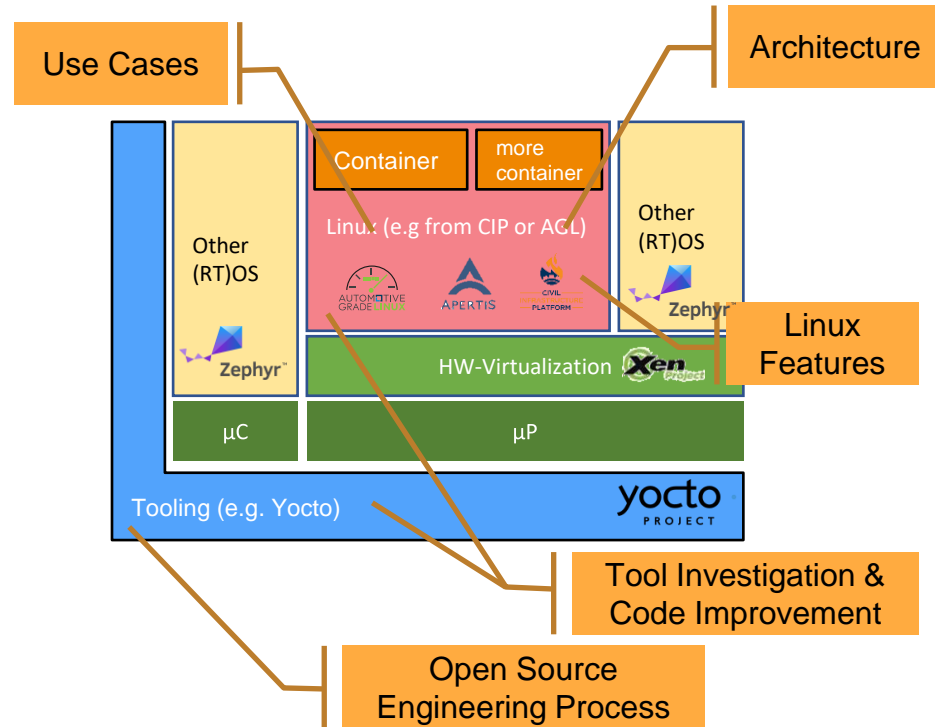 Use Cases
Architecture
Container
more
container
Linux (e.g from CIP or AGL)
Other
(RT)OS
Other
(RT)OS
AUTOMOTIVE
GRADE
APERTIS
CIVIL
PLATFORM
Zephyr™
Zephyr
Linux
Features
HW-Virtualization
Xen
Project
µC
µP
Tooling (e.g. Yocto)
yocto
PROJECT
Tool Investigation &
Code Improvement
Open Source
Engineering Process